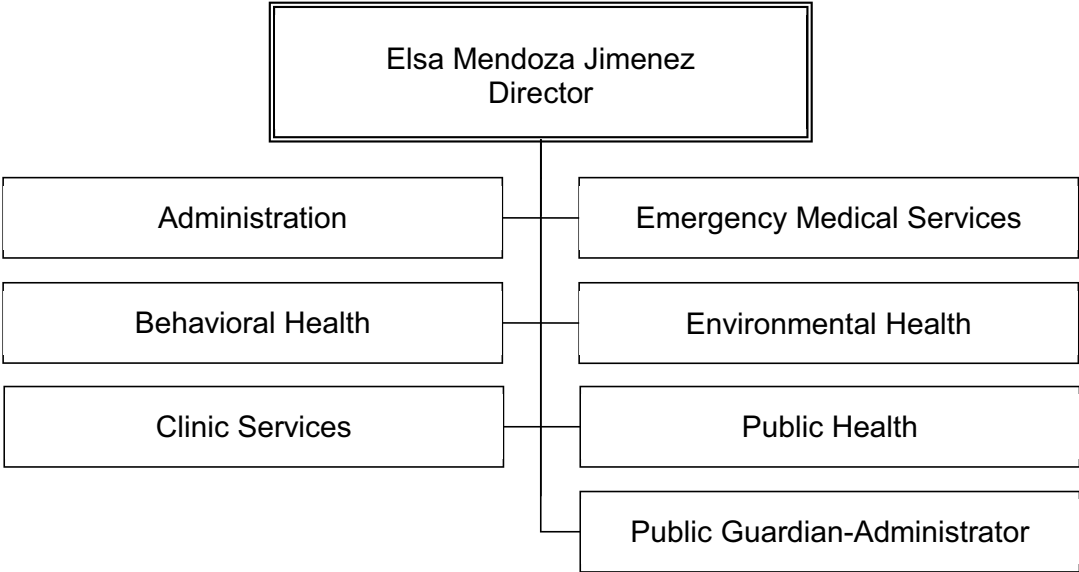 Elsa Mendoza Jimenez
Director
Administration
Emergency Medical Services
Behavioral Health
Environmental Health
Clinic Services
Public Health
Public Guardian-Administrator